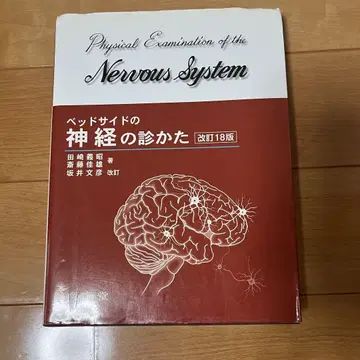 Physical Examination of the
Nervous System
ベッドサイドの
神経の診かた 改訂18版
田崎義昭
斎藤佳雄 著
坂井文彦 改訂
堂